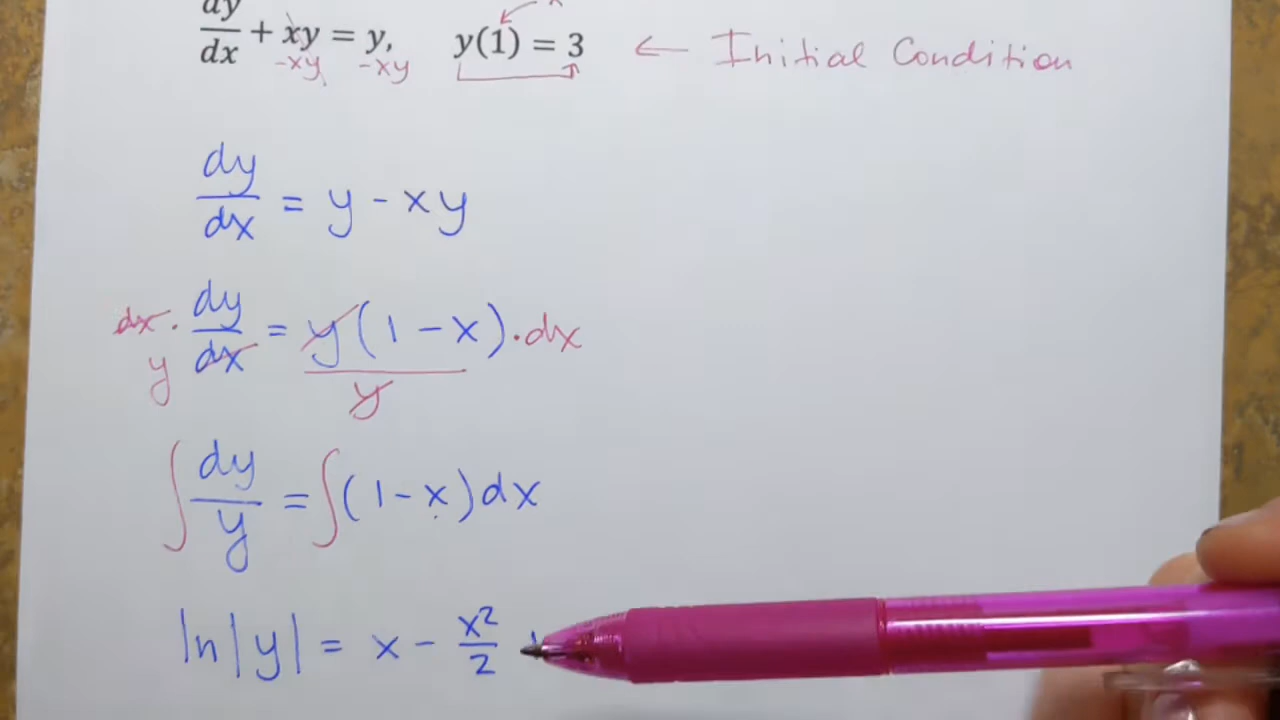 dy/dx + xy = y, y(1) = 3 ← Initial Condition
-xy -xy
dy/dx = y - xy
dx · dy/dx = y(1 - x) · dx
y y
∫ dy/y = ∫ (1 - x) dx
ln|y| = x - x²/2